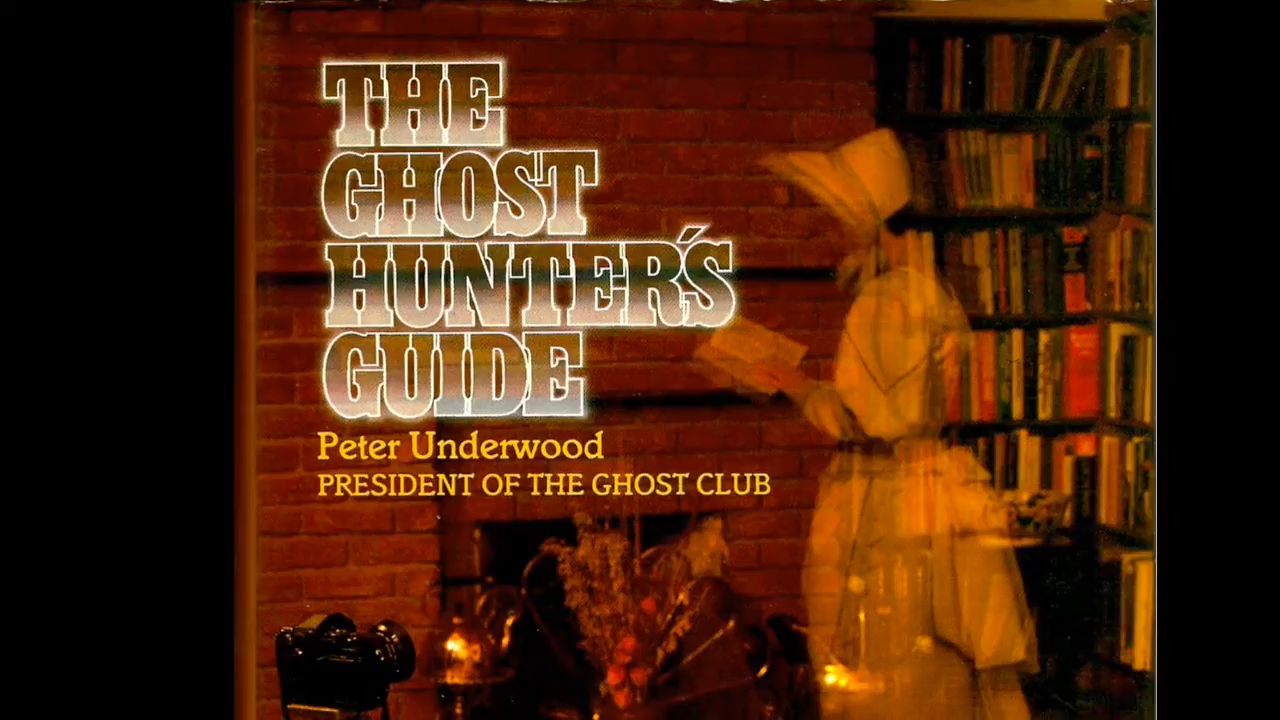 THE
GHOST
HUNTER'S
GUIDE
Peter Underwood
PRESIDENT OF THE GHOST CLUB